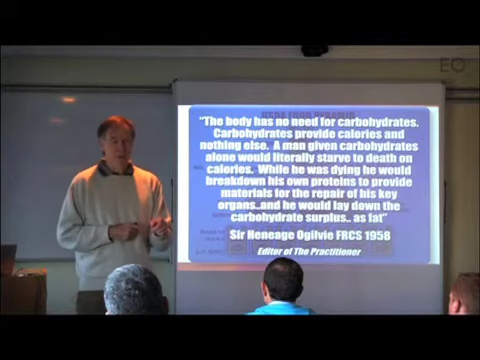 EO
"The body has no need for carbohydrates.
Carbohydrates provide calories and
nothing else. A man given carbohydrates
alone would literally starve to death on
calories. While he was dying he would
breakdown his own proteins to provide
materials for the repair of his key
organs..and he would lay down the
carbohydrate surplus.. as fat"
Sir Heneage Ogilvie FRCS 1958
Editor of The Practitioner